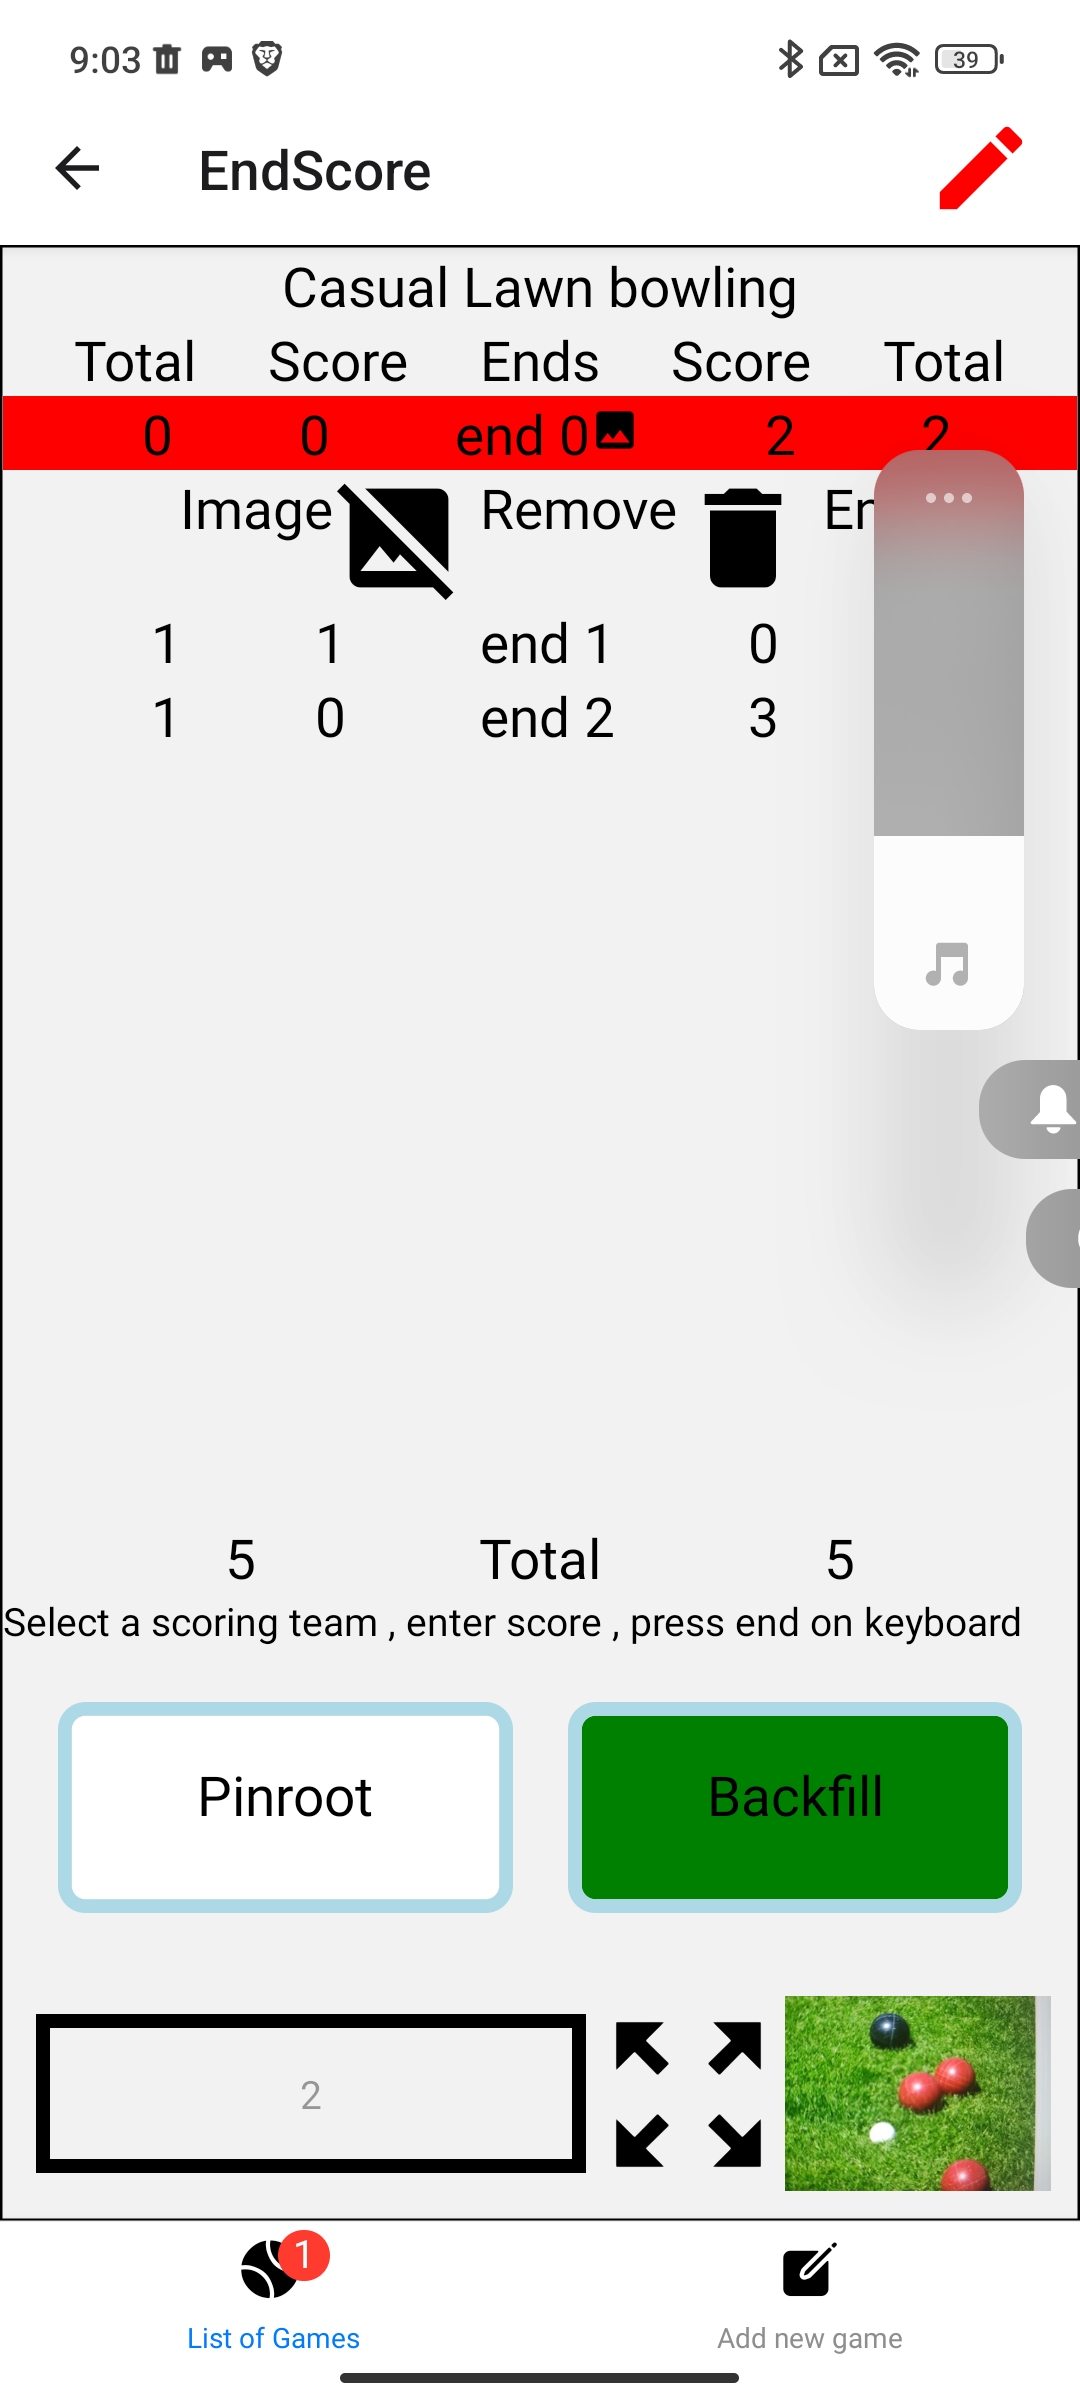 9:03 39
EndScore
Casual Lawn bowling
Total Score Ends Score Total
0 0 end 0 2 2
Image Remove
1 1 end 1 0
1 0 end 2 3
5 Total 5
Select a scoring team , enter score , press end on keyboard
Pinroot Backfill
2
1
List of Games Add new game